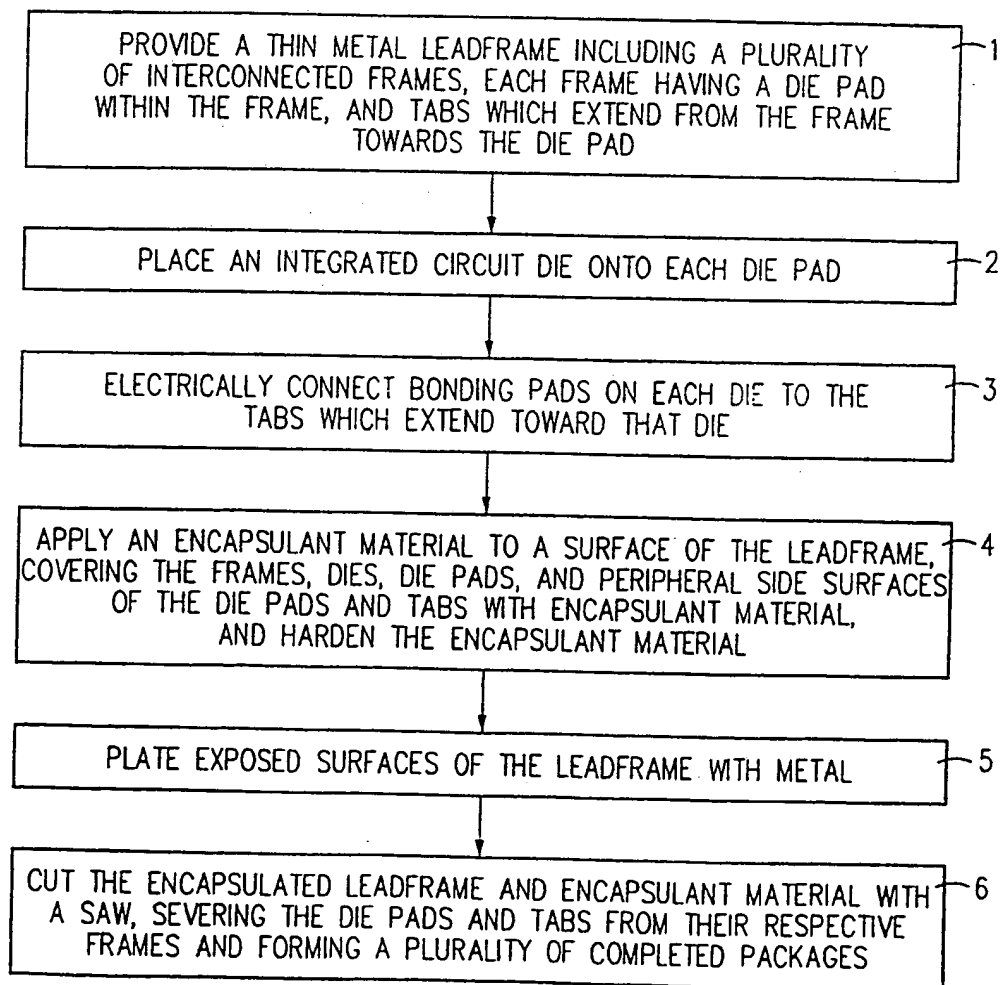 PROVIDE A THIN METAL LEADFRAME INCLUDING A PLURALITY
OF INTERCONNECTED FRAMES, EACH FRAME HAVING A DIE PAD
WITHIN THE FRAME, AND TABS WHICH EXTEND FROM THE FRAME
TOWARDS THE DIE PAD
1
PLACE AN INTEGRATED CIRCUIT DIE ONTO EACH DIE PAD
2
ELECTRICALLY CONNECT BONDING PADS ON EACH DIE TO THE
TABS WHICH EXTEND TOWARD THAT DIE
3
APPLY AN ENCAPSULANT MATERIAL TO A SURFACE OF THE LEADFRAME,
COVERING THE FRAMES, DIES, DIE PADS, AND PERIPHERAL SIDE SURFACES
OF THE DIE PADS AND TABS WITH ENCAPSULANT MATERIAL,
AND HARDEN THE ENCAPSULANT MATERIAL
4
PLATE EXPOSED SURFACES OF THE LEADFRAME WITH METAL
5
CUT THE ENCAPSULATED LEADFRAME AND ENCAPSULANT MATERIAL WITH
A SAW, SEVERING THE DIE PADS AND TABS FROM THEIR RESPECTIVE
FRAMES AND FORMING A PLURALITY OF COMPLETED PACKAGES
6